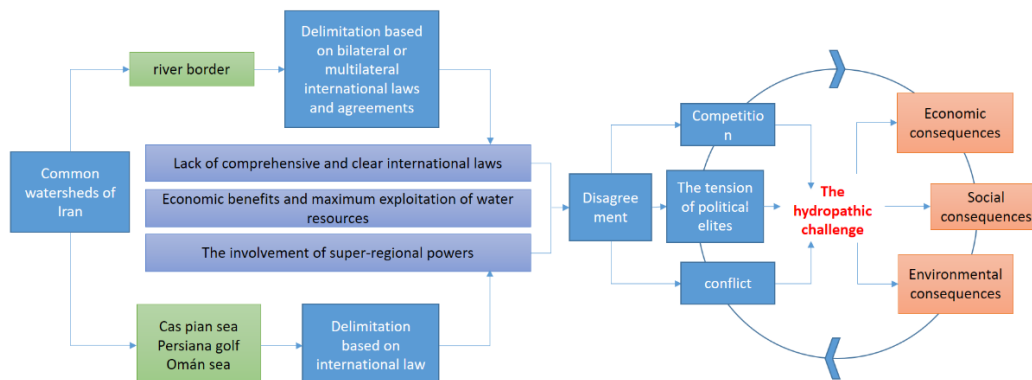 river border
Delimitation based
on bilateral or
multilateral
international laws
and agreements
Common
watersheds of
Iran
Lack of comprehensive and clear international laws
Economic benefits and maximum exploitation of water
resources
The involvement of super-regional powers
Cas pian sea
Persiana golf
Omán sea
Delimitation
based on
international law
Disagree
ment
Competitio
n
The tension
of political
elites
conflict
The
hydropathic
challenge
Economic
consequences
Social
consequences
Environmental
consequences